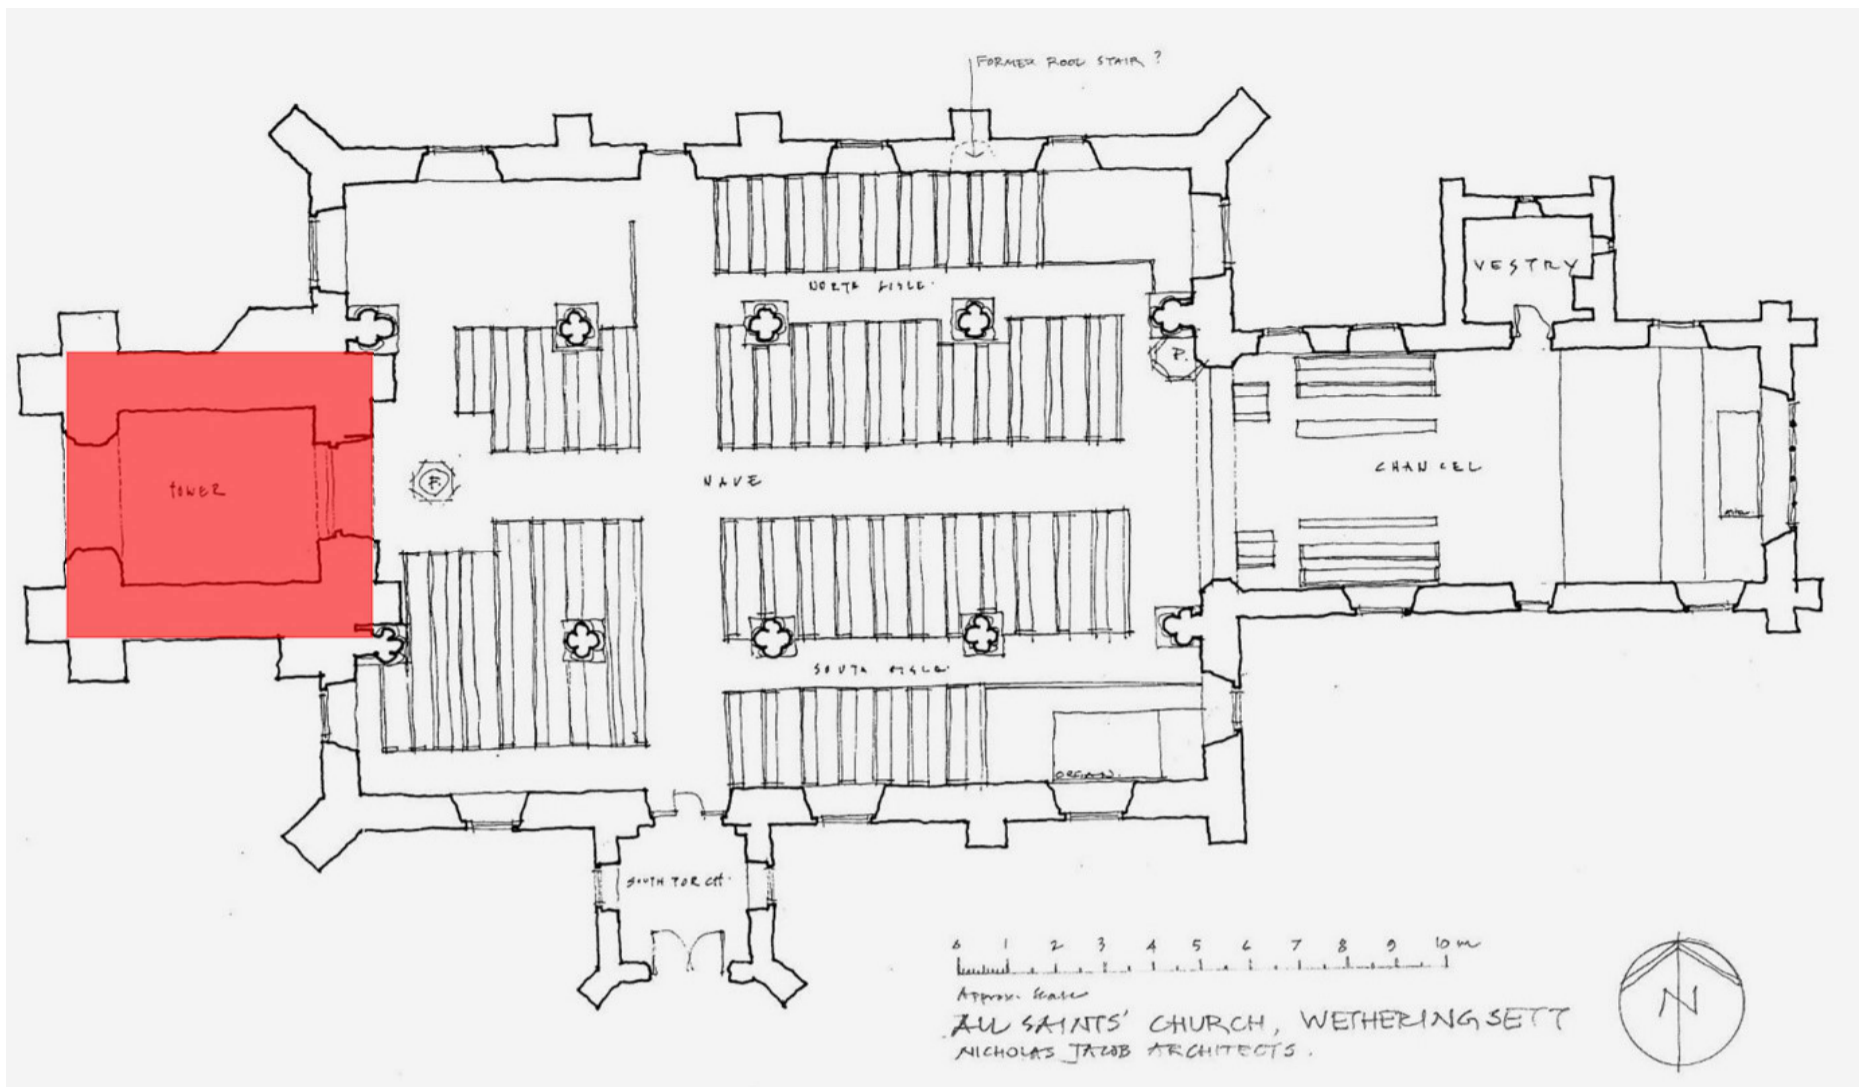 FORMER ROOD STAIR ?
VESTRY
NORTH AISLE.
P.
TOWER
F.
NAVE
CHANCEL
SOUTH AISLE.
ORGAN.
SOUTH PORCH.
0 1 2 3 4 5 6 7 8 9 10 m
Approx. Scale
ALL SAINTS' CHURCH, WETHERINGSETT
NICHOLAS JACOB ARCHITECTS.
N